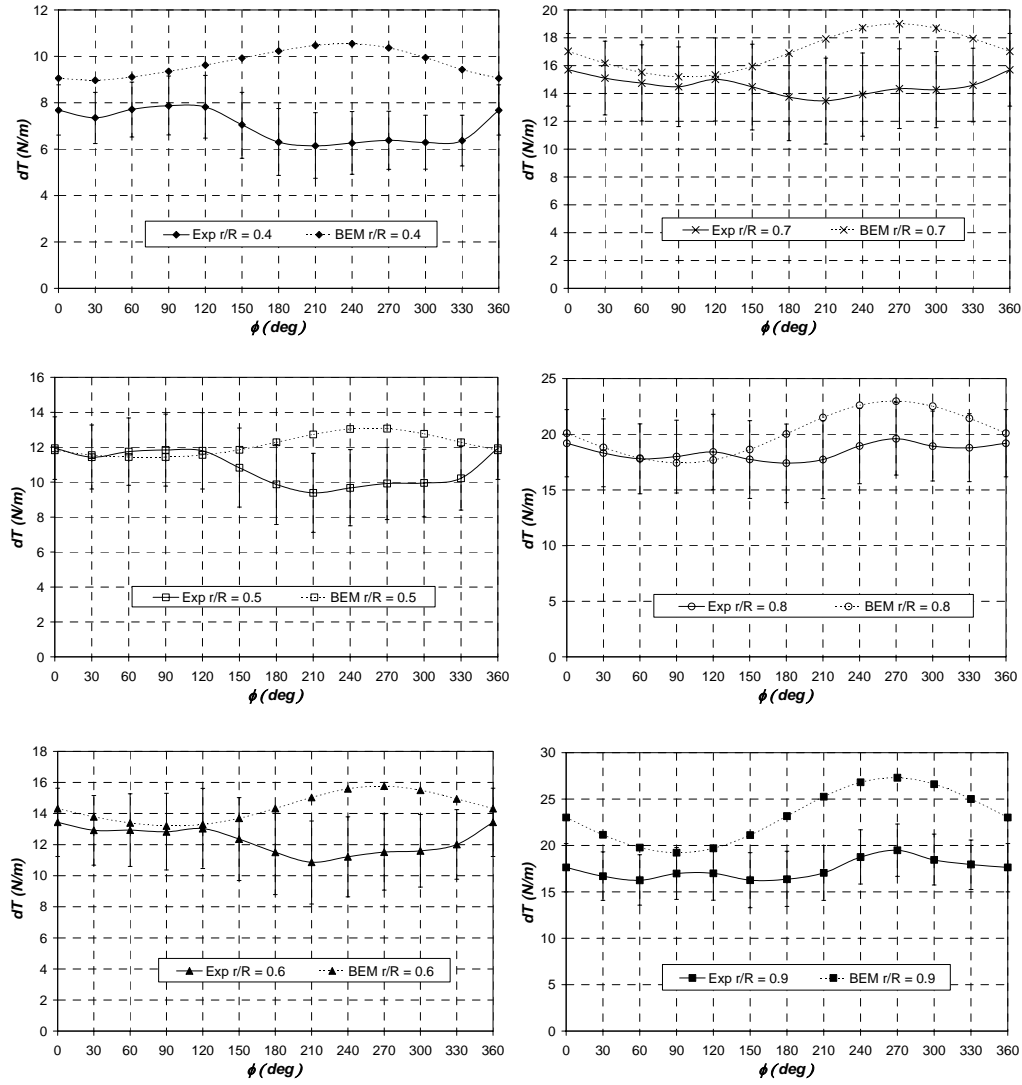 12
10
8
6
4
2
0
dT (N/m)
Exp r/R = 0.4 BEM r/R = 0.4
0 30 60 90 120 150 180 210 240 270 300 330 360
ϕ (deg)
20
18
16
14
12
10
8
6
4
2
0
dT (N/m)
Exp r/R = 0.7 BEM r/R = 0.7
0 30 60 90 120 150 180 210 240 270 300 330 360
ϕ (deg)
16
14
12
10
8
6
4
2
0
dT (N/m)
Exp r/R = 0.5 BEM r/R = 0.5
0 30 60 90 120 150 180 210 240 270 300 330 360
ϕ (deg)
25
20
15
10
5
0
dT (N/m)
Exp r/R = 0.8 BEM r/R = 0.8
0 30 60 90 120 150 180 210 240 270 300 330 360
ϕ (deg)
18
16
14
12
10
8
6
4
2
0
dT (N/m)
Exp r/R = 0.6 BEM r/R = 0.6
0 30 60 90 120 150 180 210 240 270 300 330 360
ϕ (deg)
30
25
20
15
10
5
0
dT (N/m)
Exp r/R = 0.9 BEM r/R = 0.9
0 30 60 90 120 150 180 210 240 270 300 330 360
ϕ (deg)